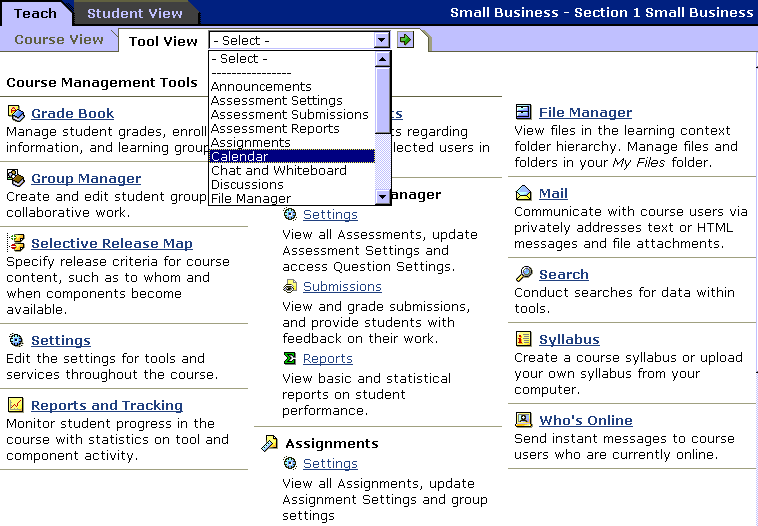 Teach
Student View
Small Business - Section 1 Small Business
Course View
Tool View
- Select -
- Select -
----------------
Announcements
Assessment Settings
Assessment Submissions
Assessment Reports
Assignments
Calendar
Chat and Whiteboard
Discussions
File Manager
Course Management Tools
Grade Book
Manage student grades, enroll
information, and learning grou
Group Manager
Create and edit student group
collaborative work.
Selective Release Map
Specify release criteria for course
content, such as to whom and
when components become
available.
Settings
Edit the settings for tools and
services throughout the course.
Reports and Tracking
Monitor student progress in the
course with statistics on tool and
component activity.
ts
ts regarding
lected users in
anager
Settings
View all Assessments, update
Assessment Settings and
access Question Settings.
Submissions
View and grade submissions,
and provide students with
feedback on their work.
Reports
View basic and statistical
reports on student
performance.
Assignments
Settings
View all Assignments, update
Assignment Settings and group
settings
File Manager
View files in the learning context
folder hierarchy. Manage files and
folders in your My Files folder.
Mail
Communicate with course users via
privately addresses text or HTML
messages and file attachments.
Search
Conduct searches for data within
tools.
Syllabus
Create a course syllabus or upload
your own syllabus from your
computer.
Who's Online
Send instant messages to course
users who are currently online.